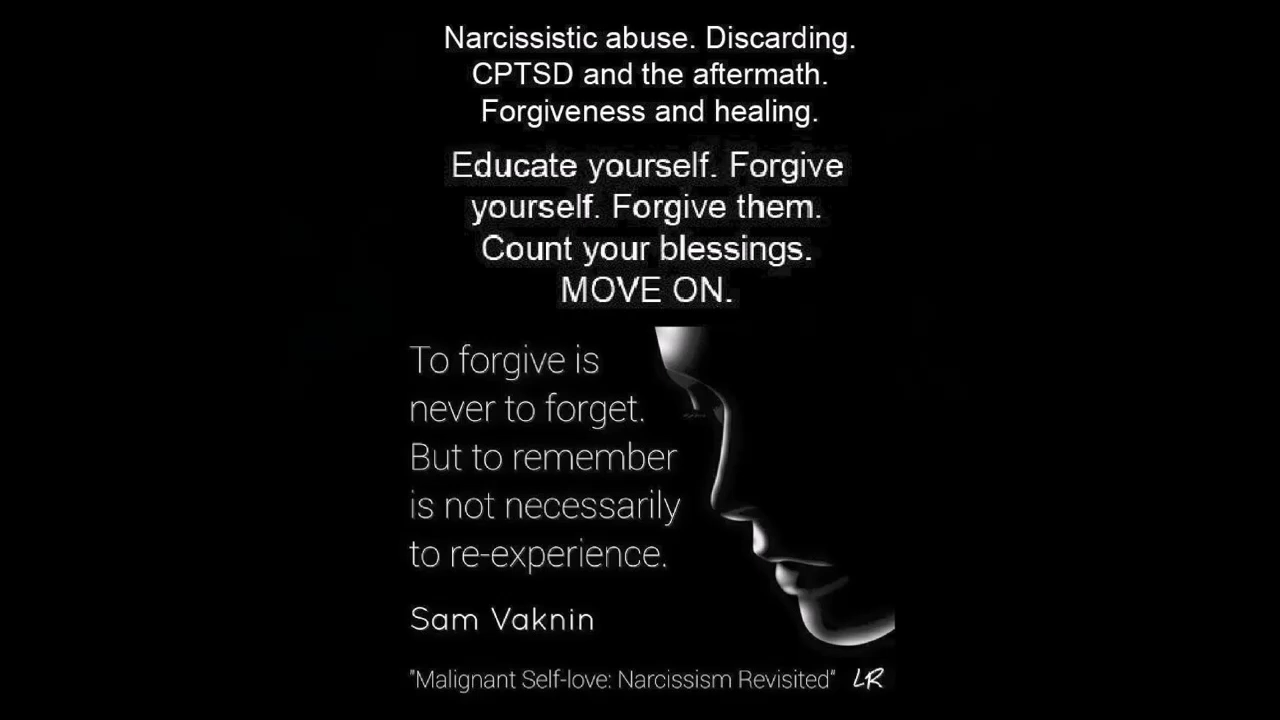 Narcissistic abuse. Discarding.
CPTSD and the aftermath.
Forgiveness and healing.
Educate yourself. Forgive
yourself. Forgive them.
Count your blessings.
MOVE ON.
To forgive is
never to forget.
But to remember
is not necessarily
to re-experience.
Sam Vaknin
"Malignant Self-love: Narcissism Revisited" LR